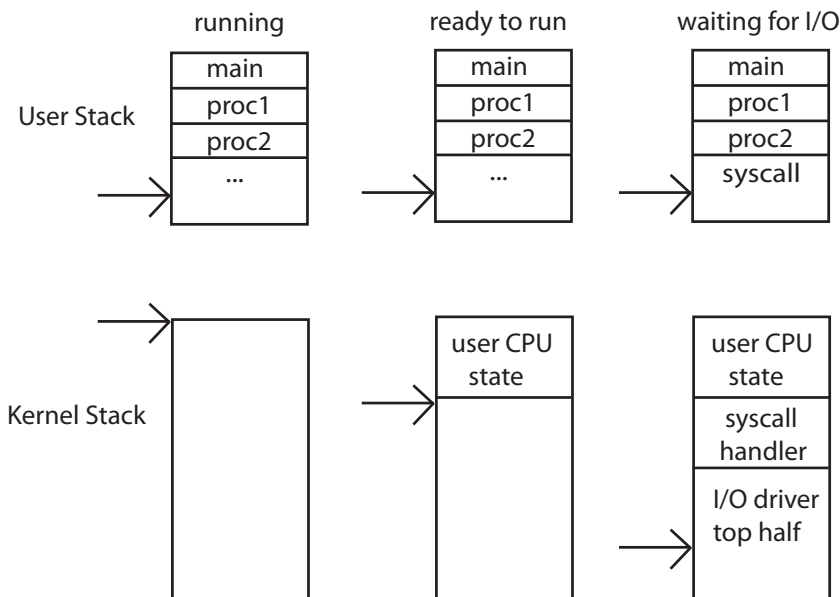 running
ready to run
waiting for I/O
User Stack
main
proc1
proc2
...
main
proc1
proc2
...
main
proc1
proc2
syscall
Kernel Stack
user CPU
state
user CPU
state
syscall
handler
I/O driver
top half